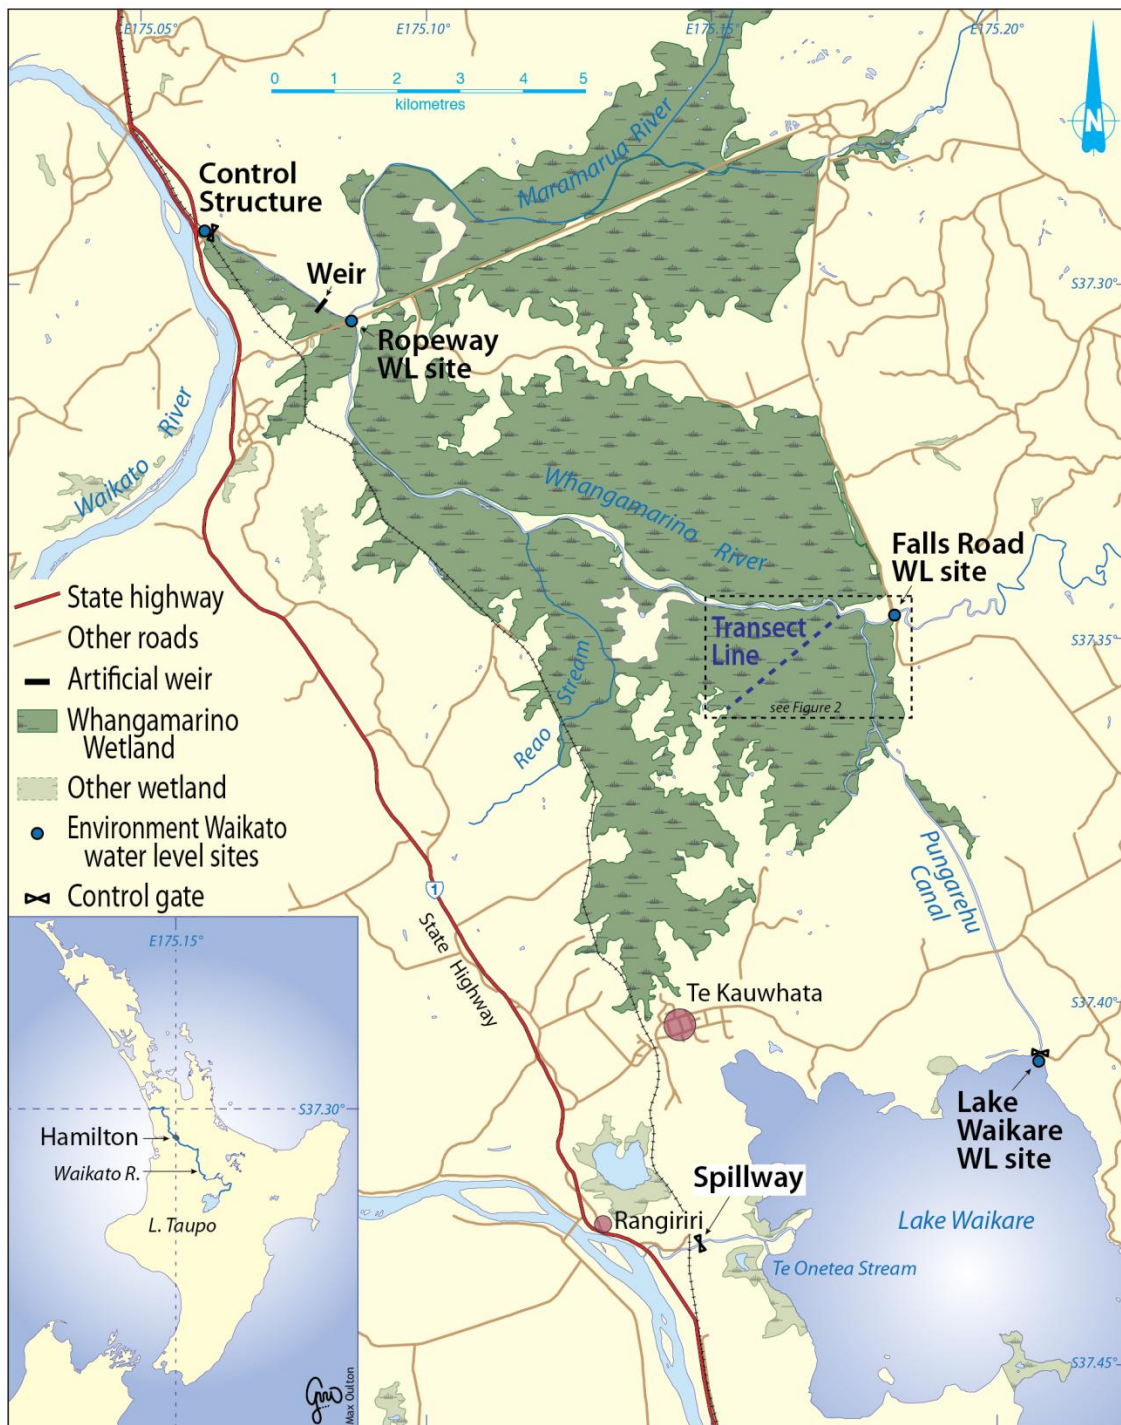 E175.05°
E175.10°
E175.15°
E175.20°
0 1 2 3 4 5
kilometres
N
Maramarua River
Control
Structure
Weir
S37.30°
Ropeway
WL site
Waikato River
Whangamarino
River
Falls Road
WL site
S37.35°
Transect
Line
see Figure 2
Reao Stream
State highway
Other roads
Artificial weir
Whangamarino
Wetland
Other wetland
Environment Waikato
water level sites
Control gate
1
State Highway
Pungarehu
Canal
Te Kauwhata
S37.40°
Lake
Waikare
WL site
Spillway
Rangiriri
Lake Waikare
Te Onetea Stream
S37.45°
E175.15°
S37.30°
Hamilton
Waikato R.
L. Taupo
Max Oulton